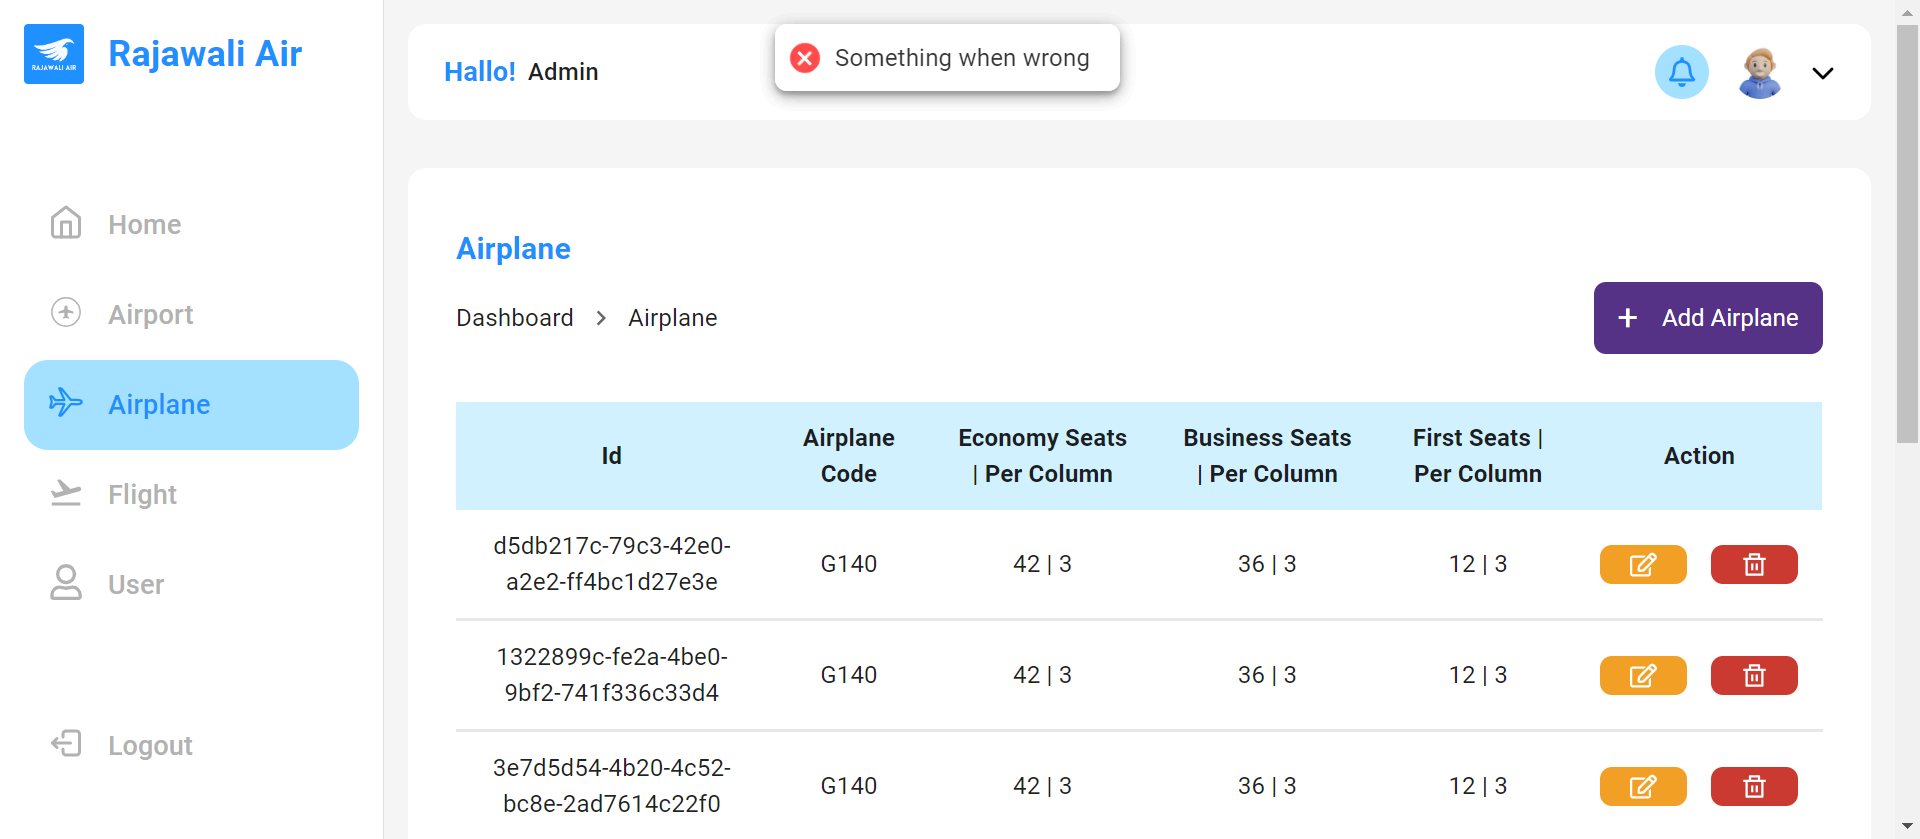 RAJAWALI AIR
Rajawali Air
Home
Airport
Airplane
Flight
User
Logout
Hallo! Admin
Something when wrong
Airplane
Dashboard > Airplane
+ Add Airplane
Id
Airplane
Code
Economy Seats
| Per Column
Business Seats
| Per Column
First Seats |
Per Column
Action
d5db217c-79c3-42e0-
a2e2-ff4bc1d27e3e
G140
42 | 3
36 | 3
12 | 3
1322899c-fe2a-4be0-
9bf2-741f336c33d4
G140
42 | 3
36 | 3
12 | 3
3e7d5d54-4b20-4c52-
bc8e-2ad7614c22f0
G140
42 | 3
36 | 3
12 | 3